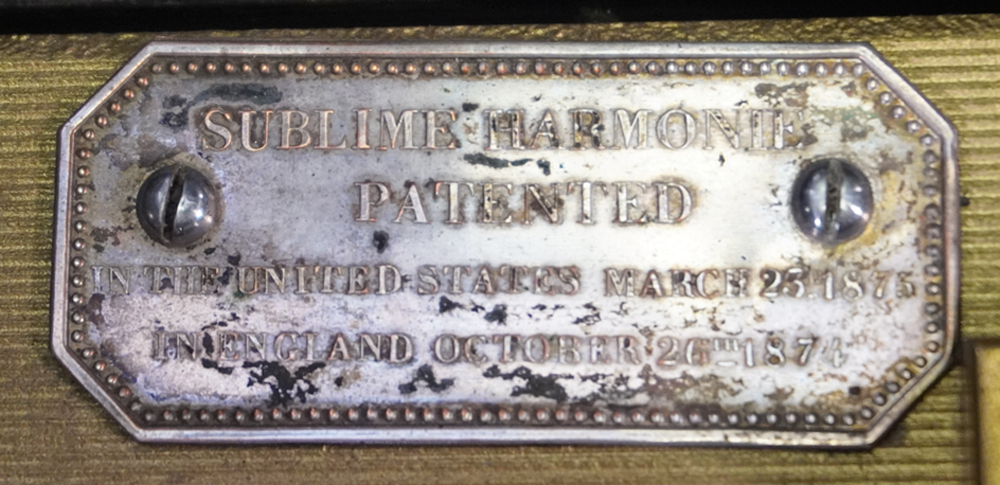 SUBLIME HARMONIE
PATENTED
IN THE UNITED STATES MARCH 23. 1875
IN ENGLAND OCTOBER 26TH 1874